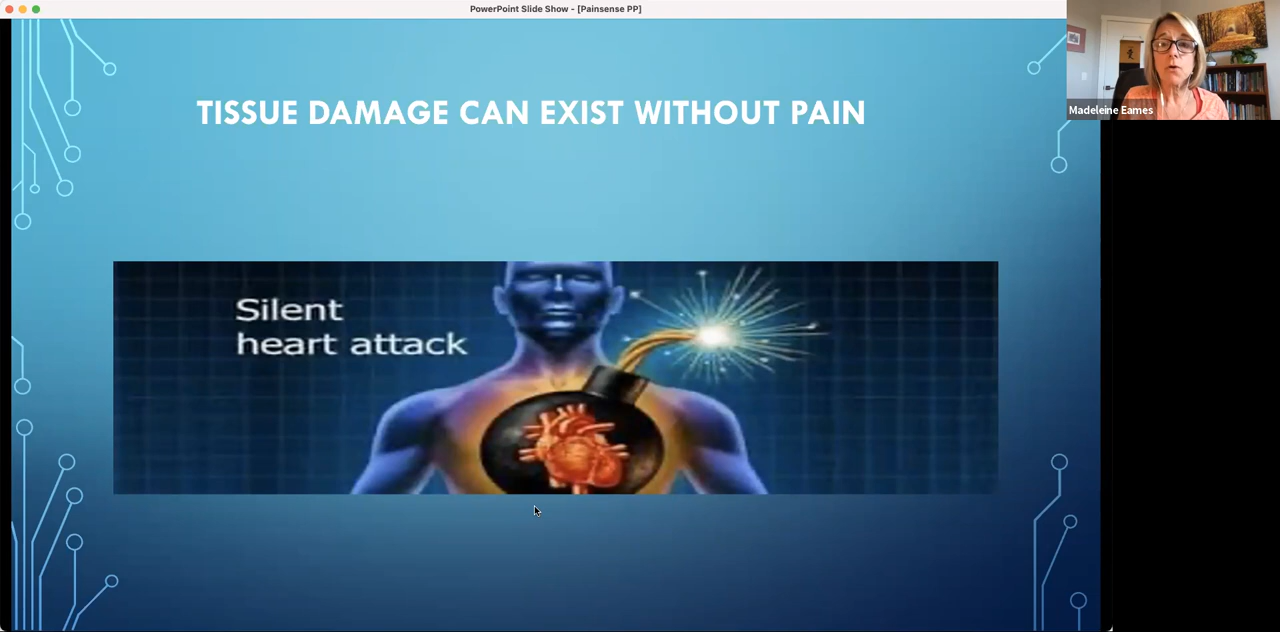 PowerPoint Slide Show - [Painsense PP]
TISSUE DAMAGE CAN EXIST WITHOUT PAIN
Madeleine Eames
Silent
heart attack